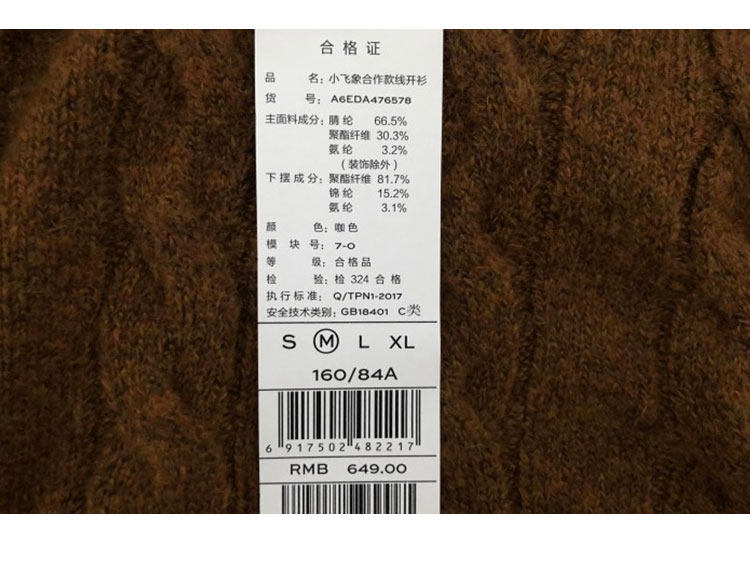 合格证
品 名：小飞象合作款线开衫
货 号：A6EDA476578
主面料成分：腈 纶 66.5%
聚酯纤维 30.3%
氨 纶 3.2%
（装饰除外）
下 摆 成 分：聚酯纤维 81.7%
锦 纶 15.2%
氨 纶 3.1%
颜 色：咖 色
模 块 号：7-0
等 级：合格品
检 验：检 324 合 格
执行标准：Q/TPN1-2017
安全技术类别：GB18401 C类
S M L XL
160/84A
6 917502 482217
RMB 649.00